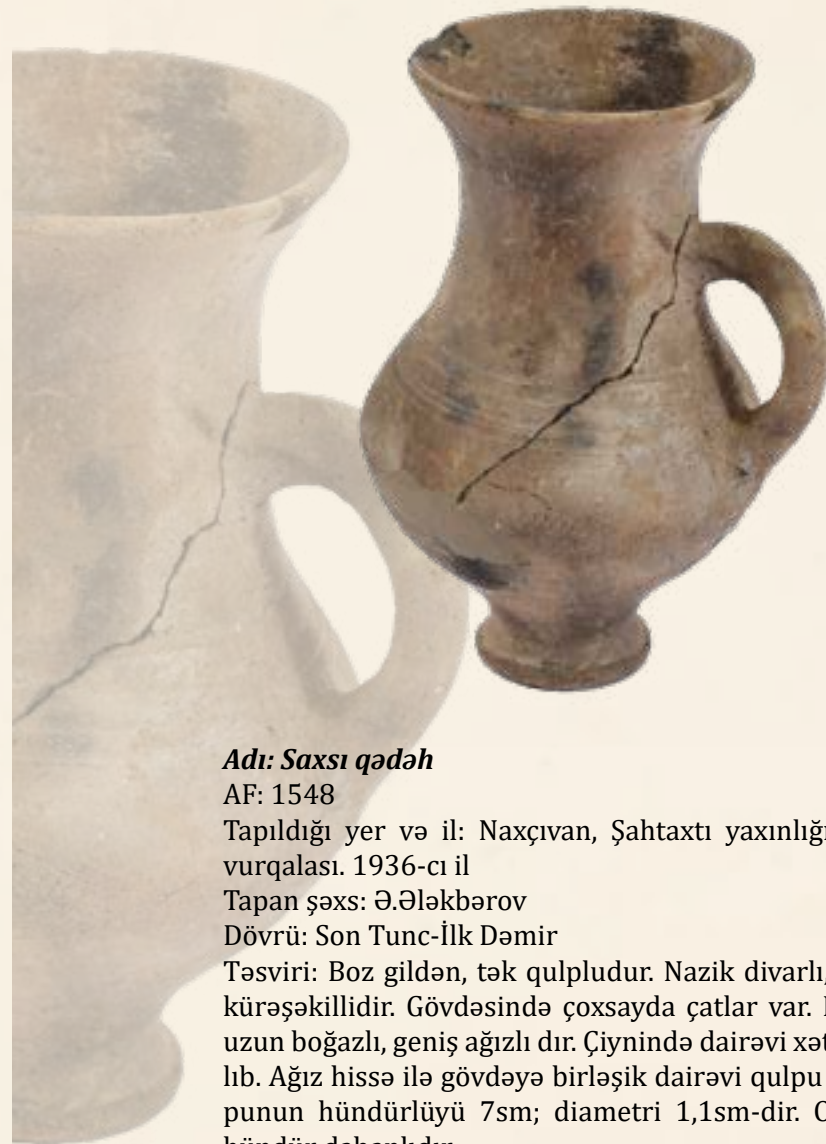 Adı: Saxsı qədəh
AF: 1548
Tapıldığı yer və il: Naxçıvan, Şahtaxtı
vurqalası. 1936-cı il
Tapan şəxs: Ə.Ələkbərov
Dövrü: Son Tunc-İlk Dəmir
Təsviri: Boz gildən, tək qulpludur. Nazik divarlı,
kürəşəkillidir. Gövdəsində çoxsayda çatlar var.
uzun boğazlı, geniş ağızlı dır. Çiynində dairəvi
lıb. Ağız hissə ilə gövdəyə birləşik dairəvi qulpu
punun hündürlüyü 7sm; diametri 1,1sm-dir.